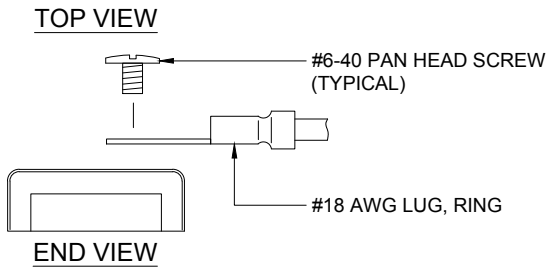 TOP VIEW
#6-40 PAN HEAD SCREW
(TYPICAL)
#18 AWG LUG, RING
END VIEW